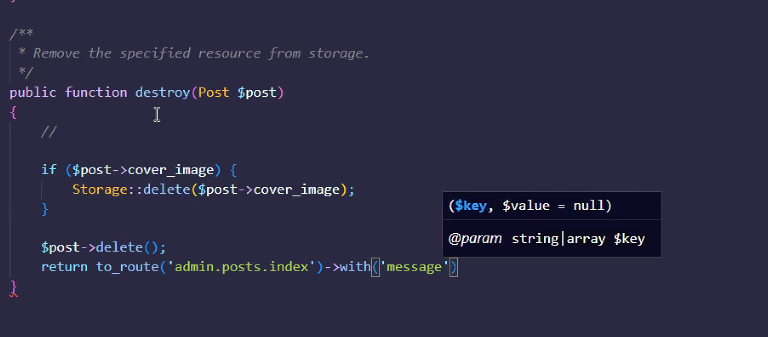 /**
* Remove the specified resource from storage.
*/
public function destroy(Post $post)
{
//
if ($post->cover_image) {
Storage::delete($post->cover_image);
}
($key, $value = null)
@param string|array $key
$post->delete();
return to_route('admin.posts.index')->with('message')
}